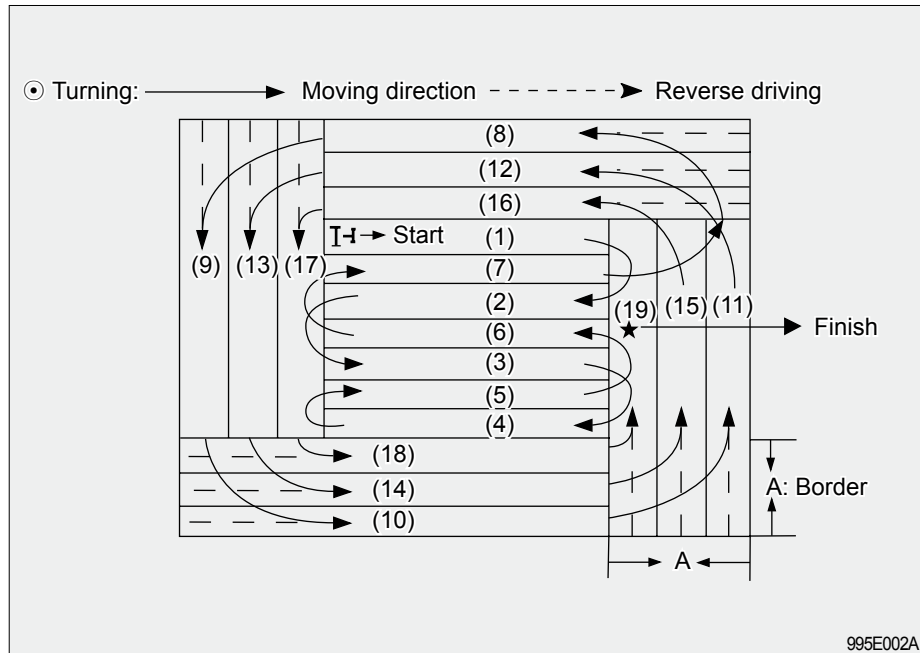 ⊙ Turning: Moving direction Reverse driving
(8)
(12)
(16)
Start (1)
(9) (13) (17) (7)
(2)
(19) (15) (11)
(6) Finish
(3)
(5)
(4)
(18)
(14) A: Border
(10)
A
995E002A